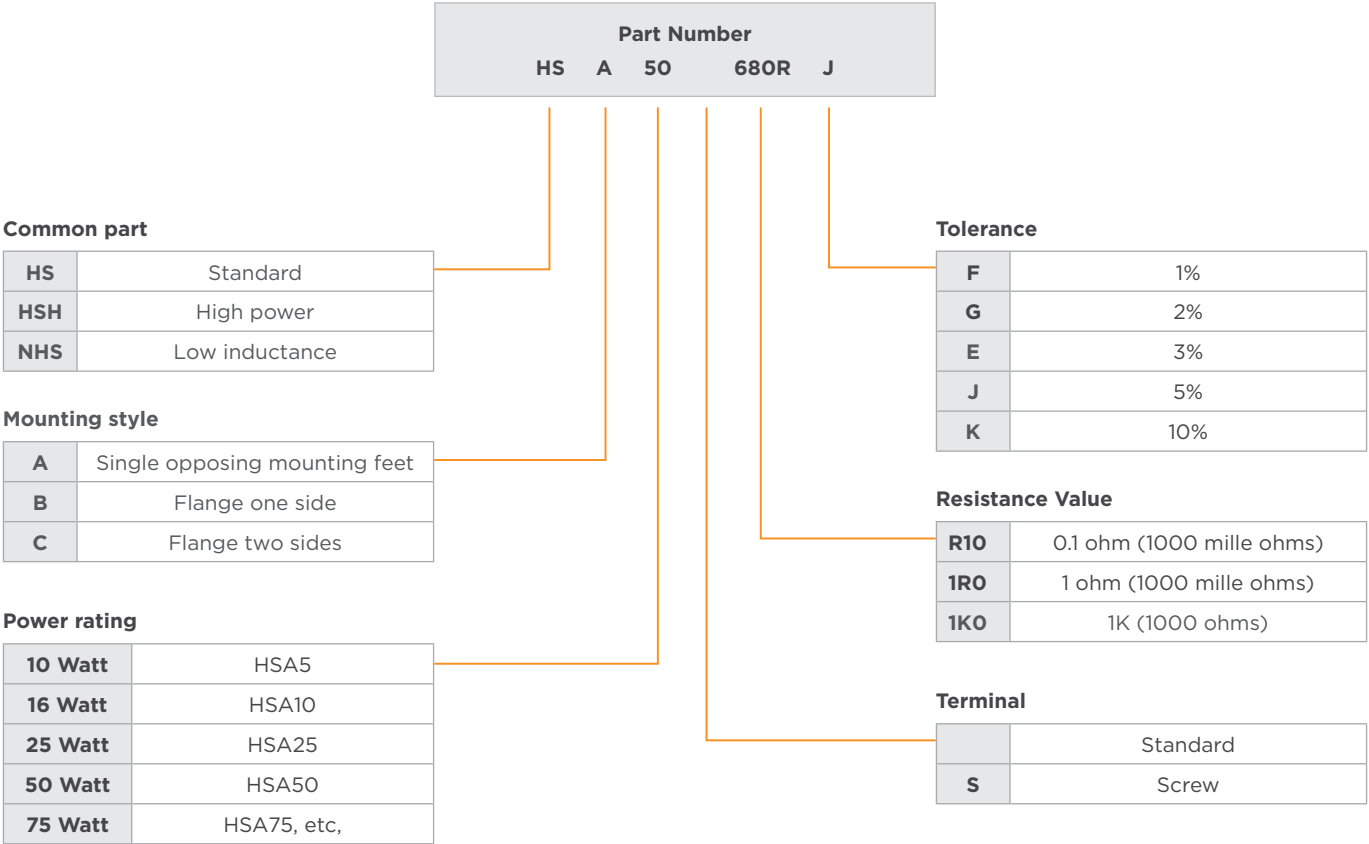 Part Number
HS A 50 680R J
Common part
HS Standard
HSH High power
NHS Low inductance
Mounting style
A Single opposing mounting feet
B Flange one side
C Flange two sides
Power rating
10 Watt HSA5
16 Watt HSA10
25 Watt HSA25
50 Watt HSA50
75 Watt HSA75, etc,
Tolerance
F 1%
G 2%
E 3%
J 5%
K 10%
Resistance Value
R10 0.1 ohm (1000 mille ohms)
1R0 1 ohm (1000 mille ohms)
1K0 1K (1000 ohms)
Terminal
Standard
S Screw